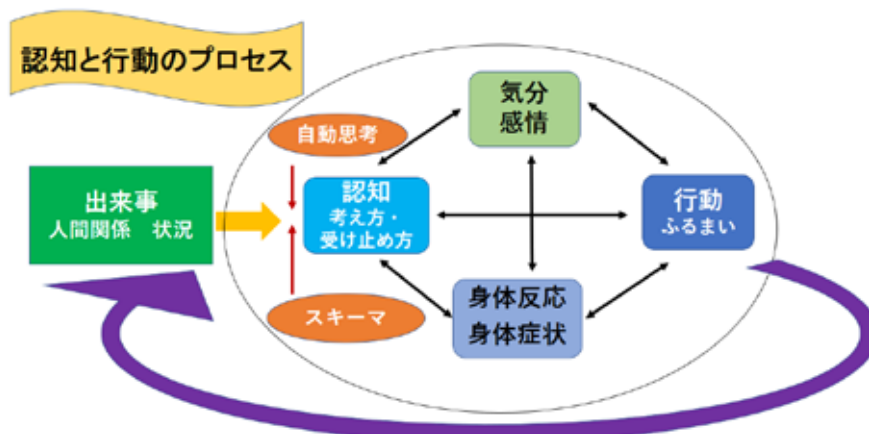 認知と行動のプロセス
気分
感情
自動思考
出来事
人間関係　状況
認知
考え方・
受け止め方
行動
ふるまい
身体反応
身体症状
スキーマ